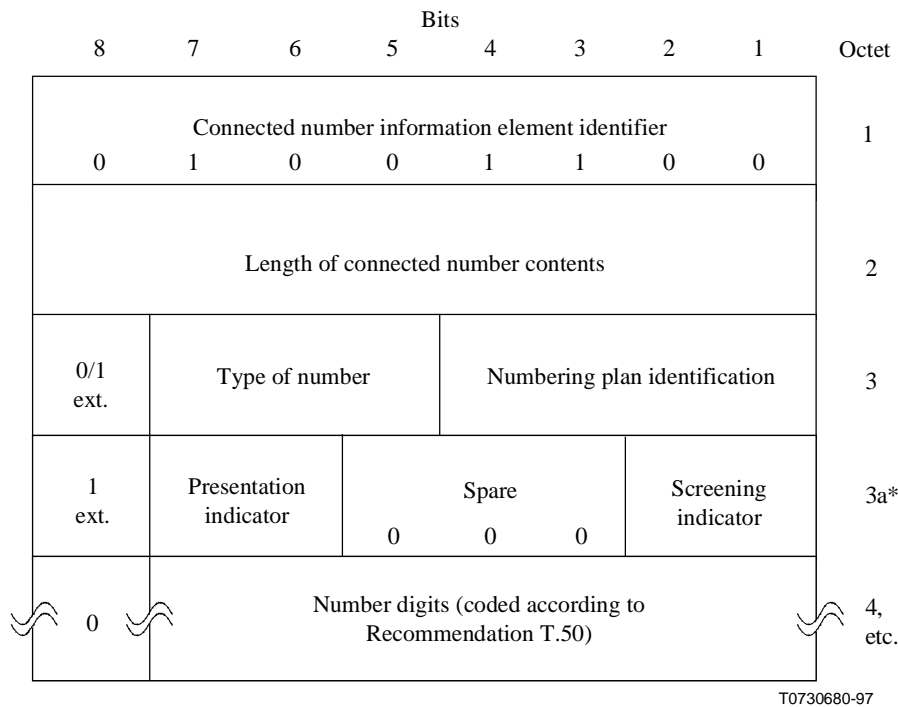 Bits
8 7 6 5 4 3 2 1 Octet
Connected number information element identifier
0 1 0 0 1 1 0 0
1
Length of connected number contents
2
0/1
ext.
Type of number
Numbering plan identification
3
1
ext.
Presentation
indicator
Spare
0 0 0
Screening
indicator
3a*
0
Number digits (coded according to
Recommendation T.50)
4,
etc.
T0730680-97